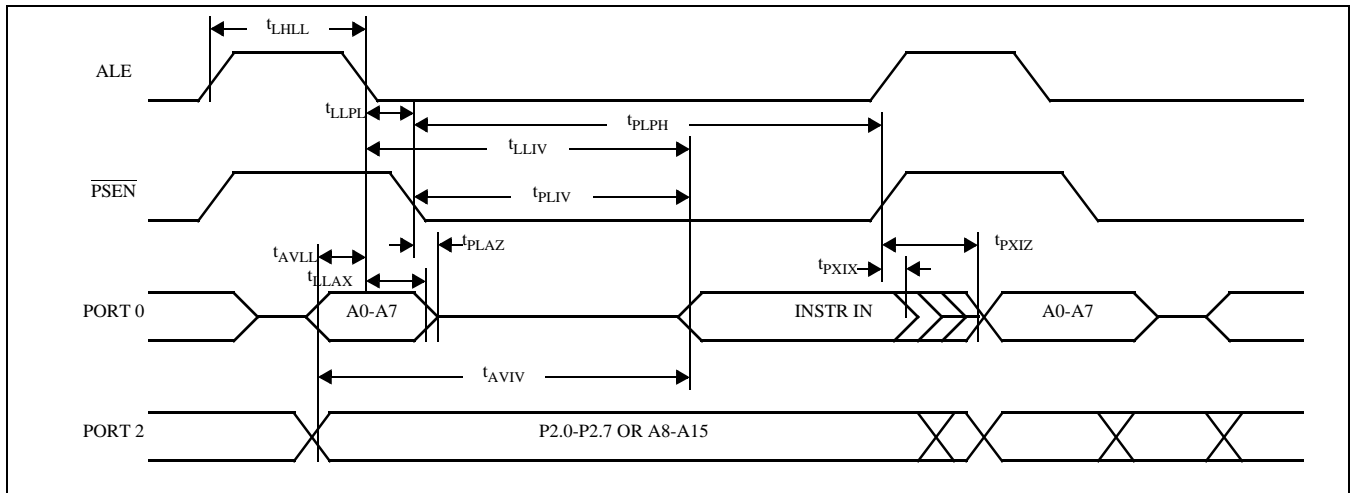 tLHLL
ALE
tLLPL
tPLPH
tLLIV
PSEN
tPLIV
tPLAZ
tPXIZ
tAVLL
tLLAX
tPXIX
PORT 0
A0-A7
INSTR IN
A0-A7
tAVIV
PORT 2
P2.0-P2.7 OR A8-A15